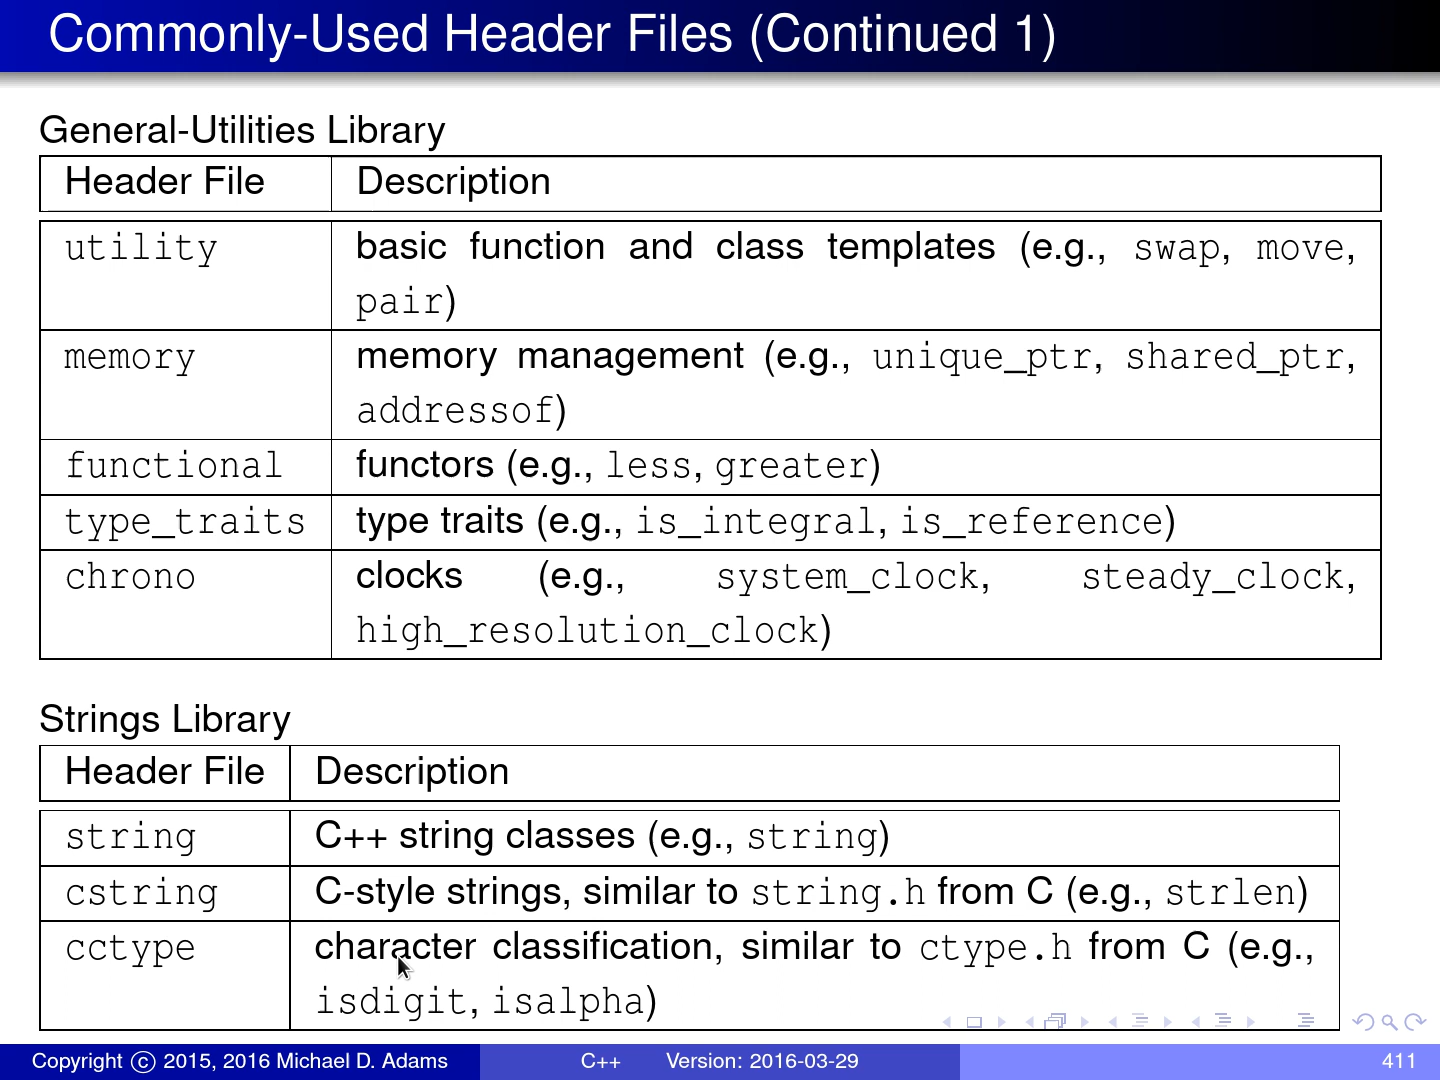 Commonly-Used Header Files (Continued 1)
General-Utilities Library
Header File Description
utility basic function and class templates (e.g., swap, move,
pair)
memory memory management (e.g., unique_ptr, shared_ptr,
addressof)
functional functors (e.g., less, greater)
type_traits type traits (e.g., is_integral, is_reference)
chrono clocks (e.g., system_clock, steady_clock,
high_resolution_clock)
Strings Library
Header File Description
string C++ string classes (e.g., string)
cstring C-style strings, similar to string.h from C (e.g., strlen)
cctype character classification, similar to ctype.h from C (e.g.,
isdigit, isalpha)
Copyright © 2015, 2016 Michael D. Adams C++ Version: 2016-03-29 411